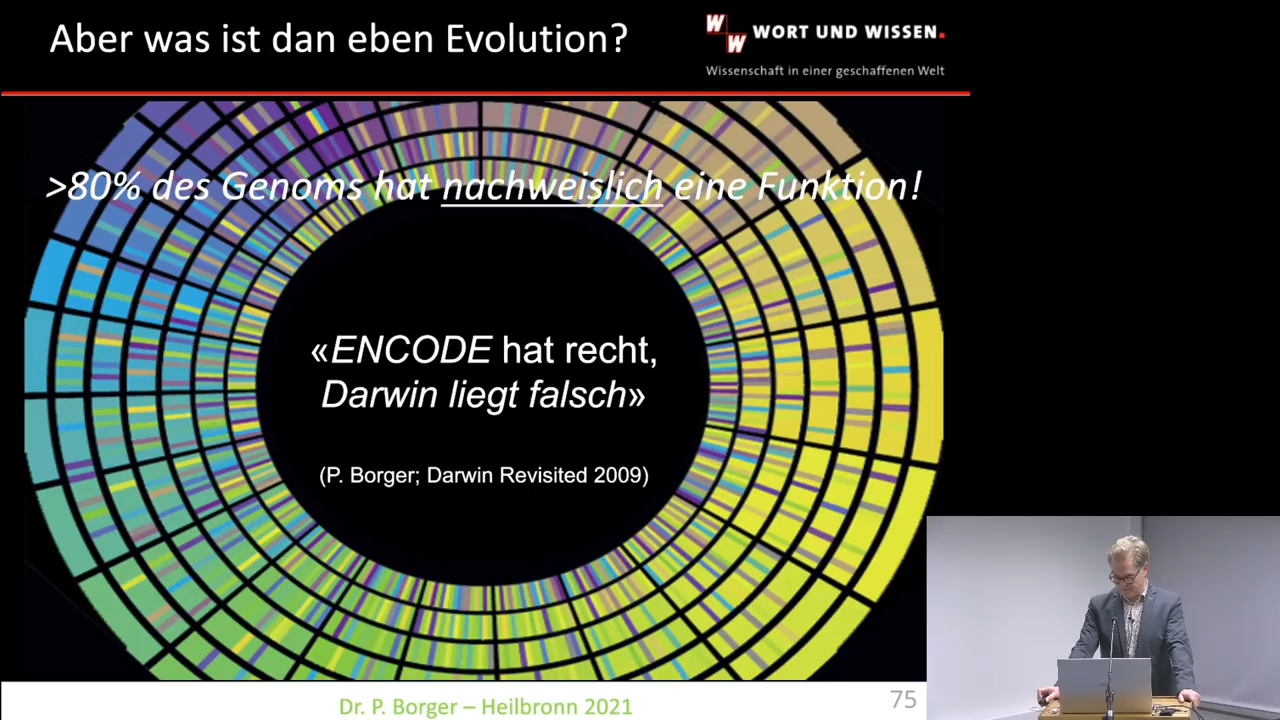 Aber was ist dan eben Evolution?
W
W
WORT UND WISSEN.
Wissenschaft in einer geschaffenen Welt
>80% des Genoms hat nachweislich eine Funktion!
«ENCODE hat recht,
Darwin liegt falsch»
(P. Borger; Darwin Revisited 2009)
Dr. P. Borger – Heilbronn 2021
75